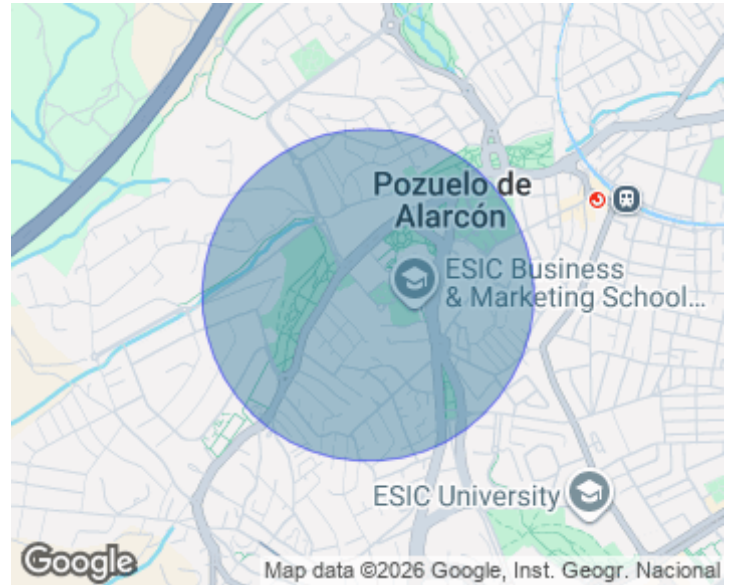 Pozuelo de
Alarcón
ESIC Business
& Marketing School...
ESIC University
Google
Map data ©2026 Google, Inst. Geogr. Nacional